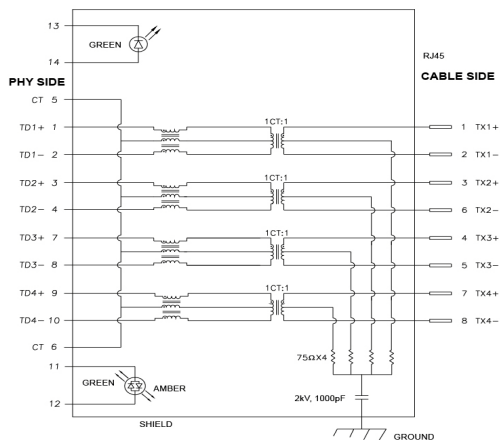 13
GREEN
14
RJ45
PHY SIDE
CABLE SIDE
CT 5
1CT:1
TD1+ 1
1 TX1+
TD1- 2
2 TX1-
1CT:1
TD2+ 3
3 TX2+
TD2- 4
6 TX2-
1CT:1
TD3+ 7
4 TX3+
TD3- 8
5 TX3-
1CT:1
TD4+ 9
7 TX4+
TD4- 10
8 TX4-
CT 6
75ΩX4
11
GREEN
AMBER
12
2kV, 1000pF
SHIELD
GROUND